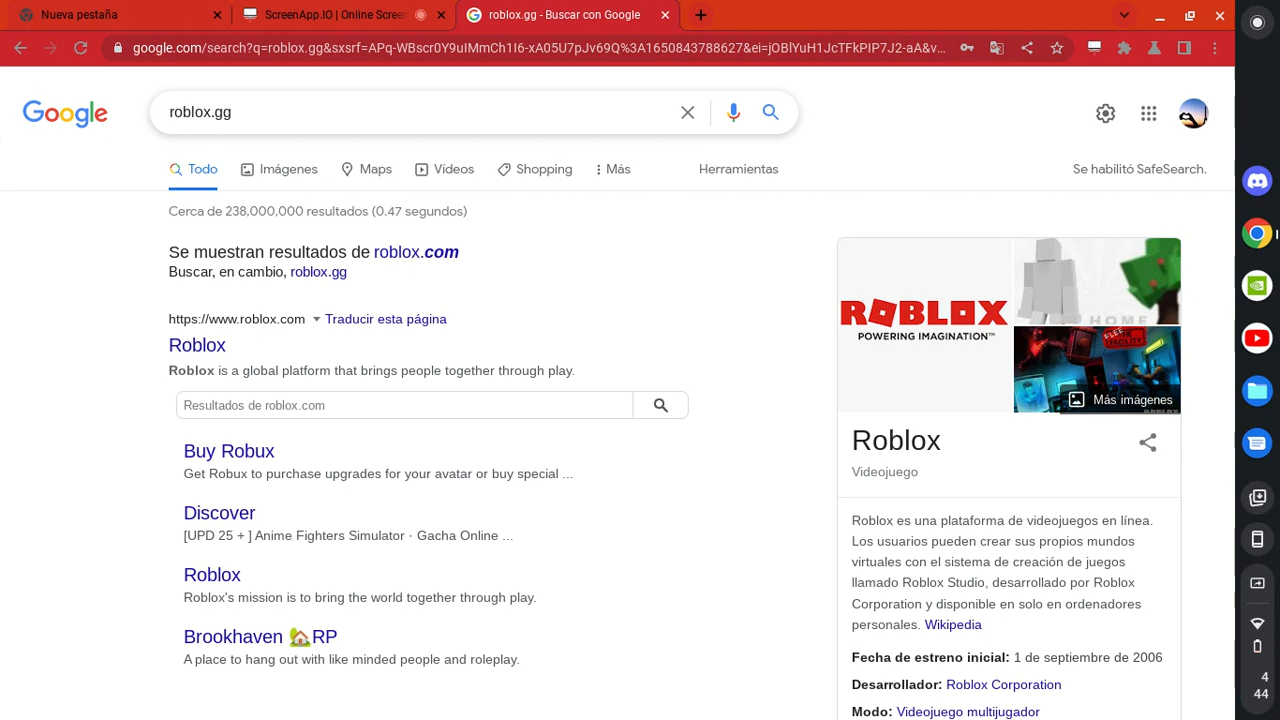 Nueva pestaña
ScreenApp.IO | Online Screen
roblox.gg - Buscar con Google
google.com/search?q=roblox.gg&sxsrf=APq-WBscr0Y9uIMmCh1I6-xA05U7pJv69Q%3A1650843788627&ei=jOBlYuH1JcTFkPIP7J2-aA&v...
Google
roblox.gg
Todo
Imágenes
Maps
Videos
Shopping
Más
Herramientas
Se habilitó SafeSearch.
Cerca de 238,000,000 resultados (0.47 segundos)
Se muestran resultados de roblox.com
Buscar, en cambio, roblox.gg
https://www.roblox.com
Traducir esta página
Roblox
Roblox is a global platform that brings people together through play.
Resultados de roblox.com
Buy Robux
Get Robux to purchase upgrades for your avatar or buy special ...
Discover
[UPD 25 + ] Anime Fighters Simulator · Gacha Online ...
Roblox
Roblox's mission is to bring the world together through play.
Brookhaven 🏡RP
A place to hang out with like minded people and roleplay.
ROBLOX
POWERING IMAGINATION™
HOME
FLEE
THE
FACILITY
Más imágenes
ROBLOX
Roblox
Videojuego
Roblox es una plataforma de videojuegos en línea.
Los usuarios pueden crear sus propios mundos
virtuales con el sistema de creación de juegos
llamado Roblox Studio, desarrollado por Roblox
Corporation y disponible en solo en ordenadores
personales. Wikipedia
Fecha de estreno inicial: 1 de septiembre de 2006
Desarrollador: Roblox Corporation
Modo: Videojuego multijugador
4
44